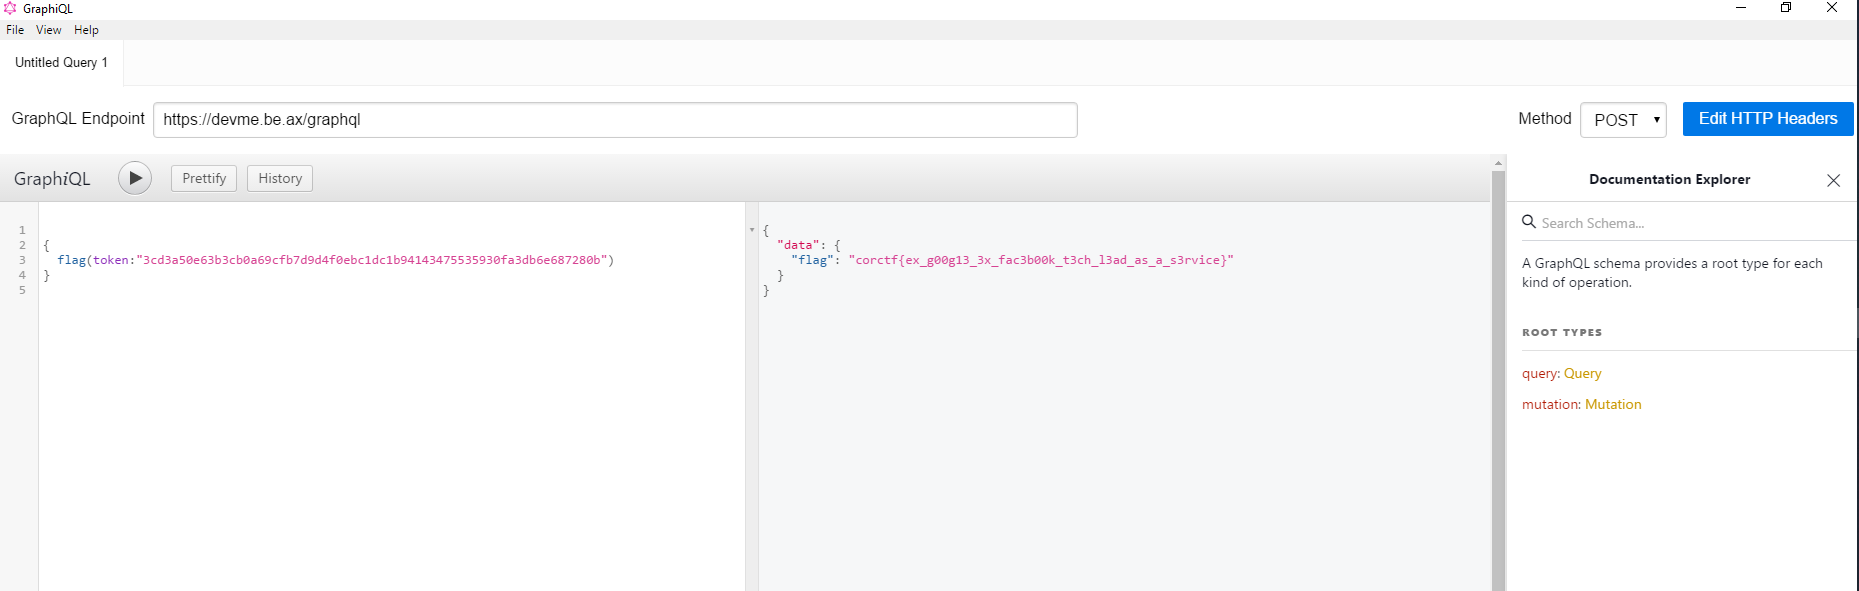 GraphiQL
File View Help
Untitled Query 1
GraphQL Endpoint https://devme.be.ax/graphql Method POST Edit HTTP Headers
GraphiQL Prettify History
1
2 {
3 flag(token:"3cd3a50e63b3cb0a69cfb7d9d4f0ebc1dc1b94143475535930fa3db6e687280b")
4 }
5
{
"data": {
"flag": "corctf{ex_g00g13_3x_fac3b00k_t3ch_l3ad_as_a_s3rvice}"
}
}
Documentation Explorer
Search Schema...
A GraphQL schema provides a root type for each
kind of operation.
ROOT TYPES
query: Query
mutation: Mutation